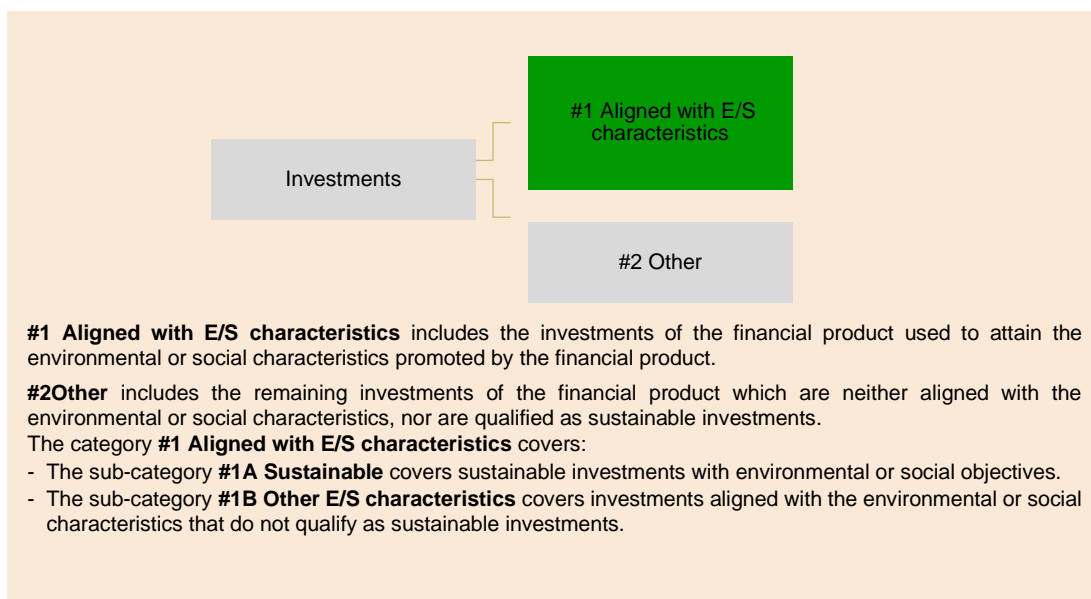 #1 Aligned with E/S
characteristics
Investments
#2 Other
#1 Aligned with E/S characteristics includes the investments of the financial product used to attain the
environmental or social characteristics promoted by the financial product.
#2Other includes the remaining investments of the financial product which are neither aligned with the
environmental or social characteristics, nor are qualified as sustainable investments.
The category #1 Aligned with E/S characteristics covers:
- The sub-category #1A Sustainable covers sustainable investments with environmental or social objectives.
- The sub-category #1B Other E/S characteristics covers investments aligned with the environmental or social
characteristics that do not qualify as sustainable investments.